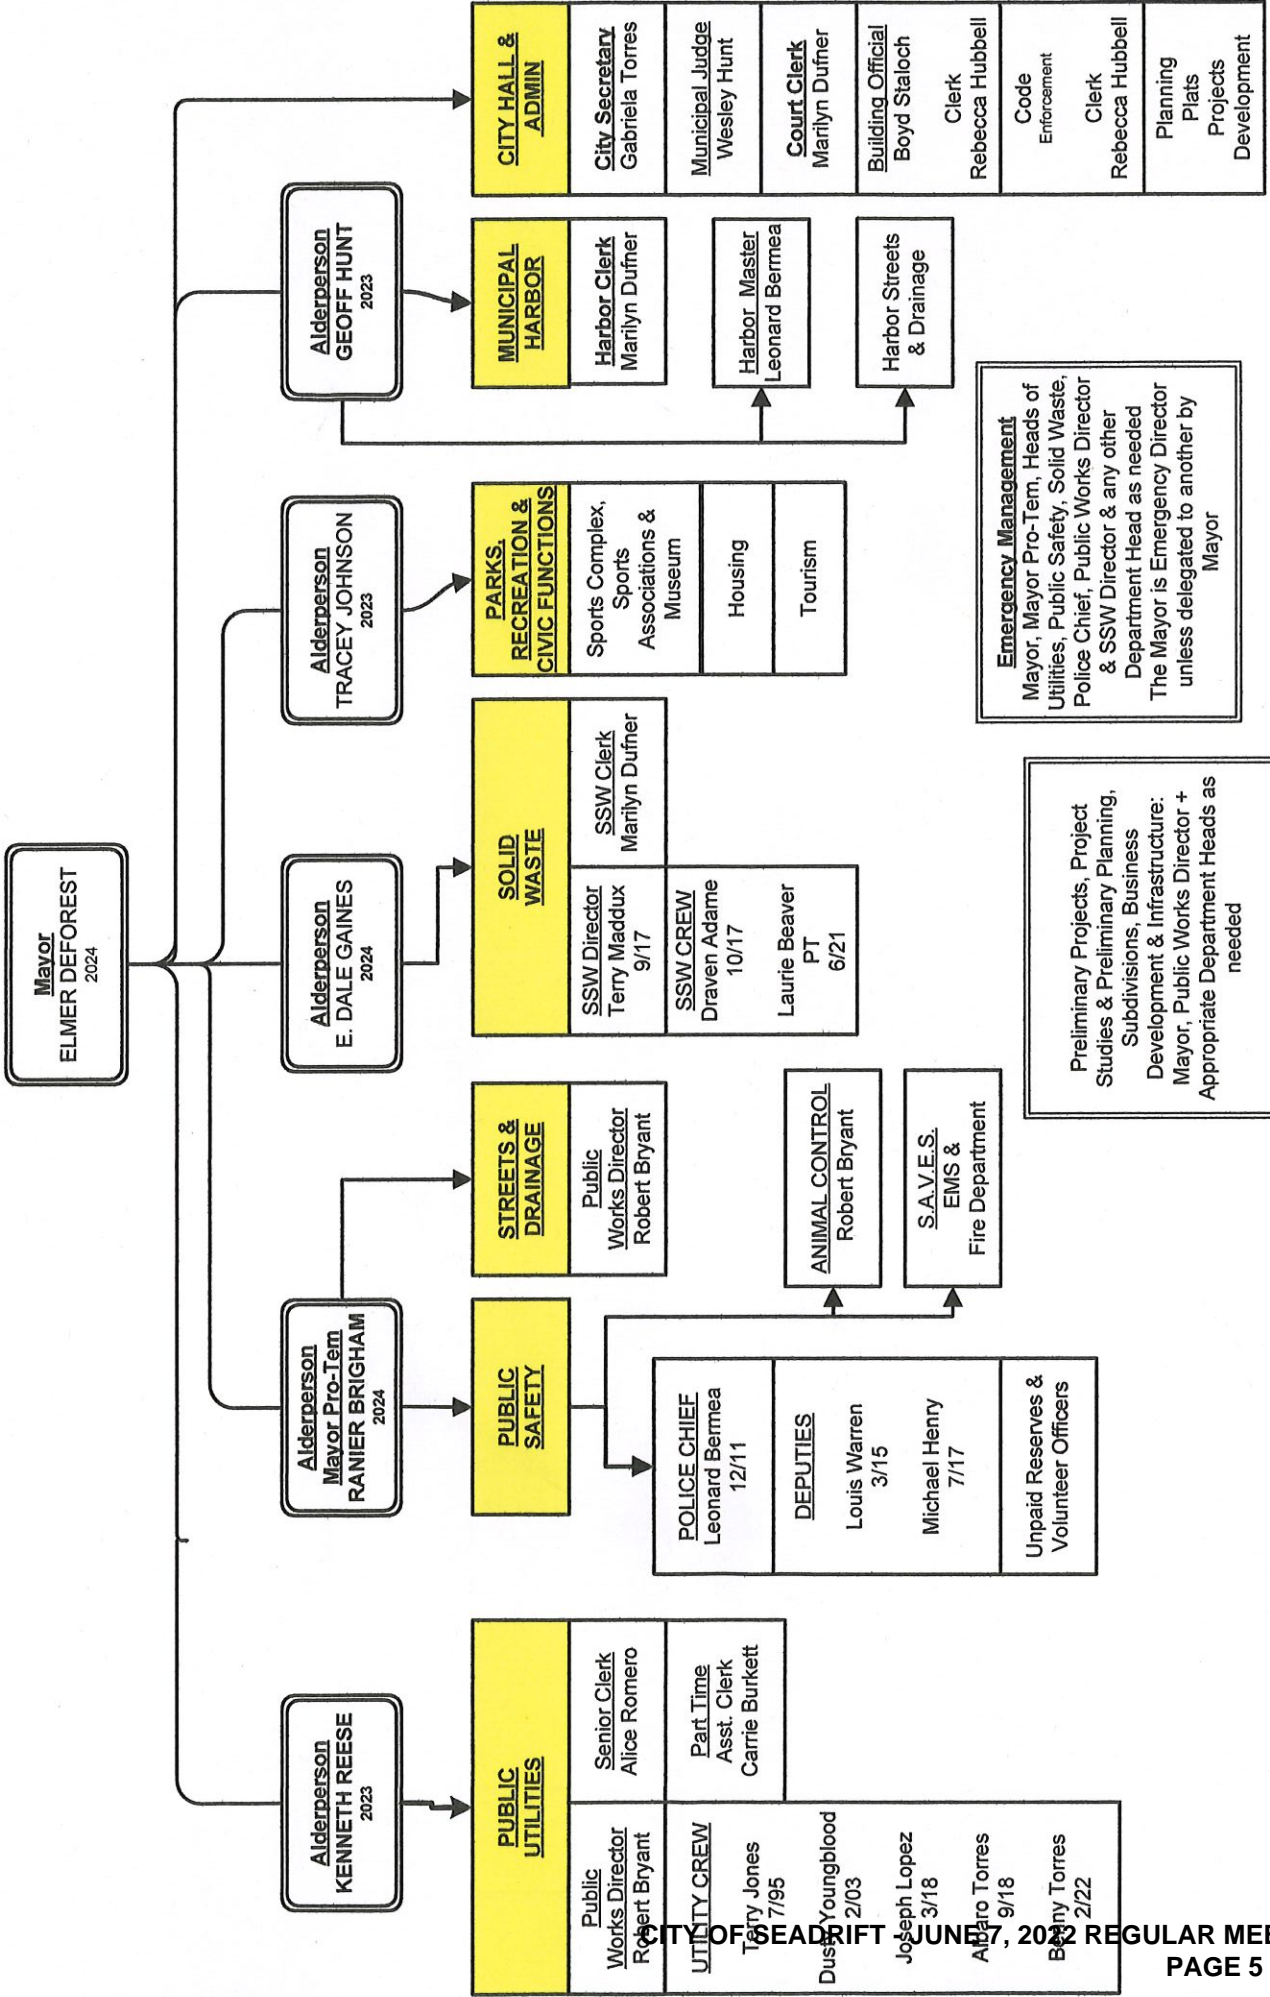 Mayor
ELMER DEFOREST
2024
Alderperson
KENNETH REESE
2023
Alderperson
Mayor Pro-Tem
RANIER BRIGHAM
2024
Alderperson
E. DALE GAINES
2024
Alderperson
TRACEY JOHNSON
2023
Alderperson
GEOFF HUNT
2023
PUBLIC
UTILITIES
Public
Works Director
Robert Bryant
Senior Clerk
Alice Romero
UTILITY CREW
Terry Jones
7/95
Dusty Youngblood
2/03
Joseph Lopez
3/18
Albaro Torres
9/18
Benny Torres
2/22
Part Time
Asst. Clerk
Carrie Burkett
PUBLIC
SAFETY
POLICE CHIEF
Leonard Bermea
12/11
DEPUTIES
Louis Warren
3/15
Michael Henry
7/17
Unpaid Reserves &
Volunteer Officers
ANIMAL CONTROL
Robert Bryant
S.A.V.E.S.
EMS &
Fire Department
STREETS &
DRAINAGE
Public
Works Director
Robert Bryant
SOLID
WASTE
SSW Director
Terry Maddux
9/17
SSW Clerk
Marilyn Dufner
SSW CREW
Draven Adame
10/17
Laurie Beaver
PT
6/21
PARKS,
RECREATION &
CIVIC FUNCTIONS
Sports Complex,
Sports
Associations &
Museum
Housing
Tourism
MUNICIPAL
HARBOR
Harbor Clerk
Marilyn Dufner
Harbor Master
Leonard Bermea
Harbor Streets
& Drainage
CITY HALL &
ADMIN
City Secretary
Gabriela Torres
Municipal Judge
Wesley Hunt
Court Clerk
Marilyn Dufner
Building Official
Boyd Staloch
Clerk
Rebecca Hubbell
Code
Enforcement
Clerk
Rebecca Hubbell
Planning
Plats
Projects
Development
Preliminary Projects, Project
Studies & Preliminary Planning,
Subdivisions, Business
Development & Infrastructure:
Mayor, Public Works Director +
Appropriate Department Heads as
needed
Emergency Management
Mayor, Mayor Pro-Tem, Heads of
Utilities, Public Safety, Solid Waste,
Police Chief, Public Works Director
& SSW Director & any other
Department Head as needed
The Mayor is Emergency Director
unless delegated to another by
Mayor
CITY OF SEADRIFT - JUNE 7, 2022 REGULAR MEE
PAGE 5